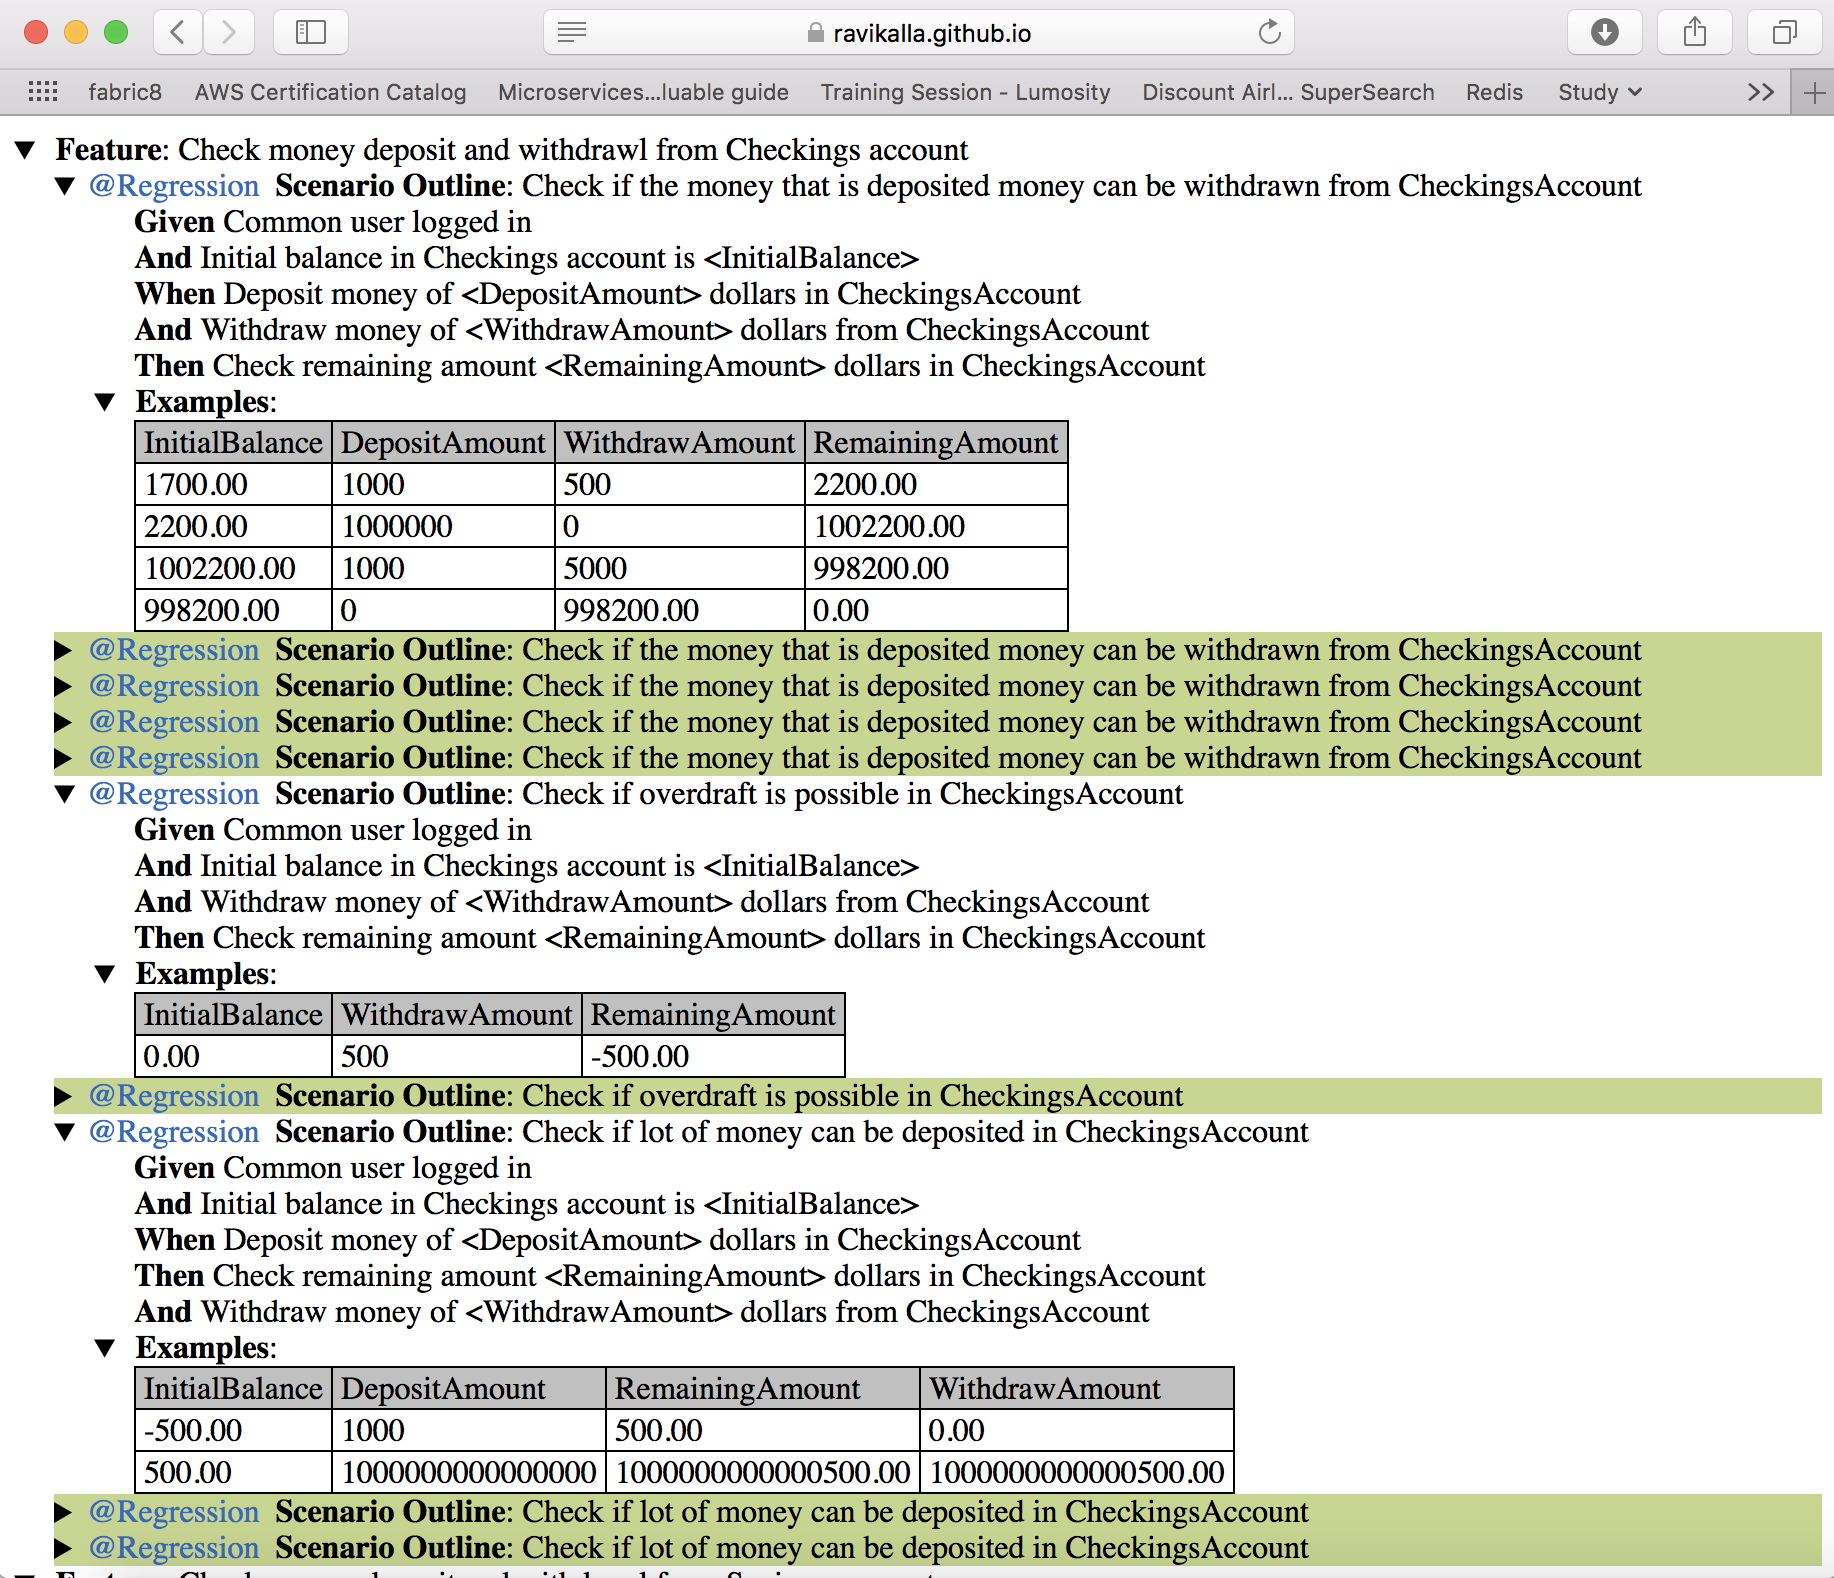 ravikalla.github.io
fabric8 AWS Certification Catalog Microservices...luable guide Training Session - Lumosity Discount Airl... SuperSearch Redis Study
Feature: Check money deposit and withdrawl from Checkings account
@Regression Scenario Outline: Check if the money that is deposited money can be withdrawn from CheckingsAccount
Given Common user logged in
And Initial balance in Checkings account is <InitialBalance>
When Deposit money of <DepositAmount> dollars in CheckingsAccount
And Withdraw money of <WithdrawAmount> dollars from CheckingsAccount
Then Check remaining amount <RemainingAmount> dollars in CheckingsAccount
Examples:
InitialBalance DepositAmount WithdrawAmount RemainingAmount
1700.00 1000 500 2200.00
2200.00 1000000 0 1002200.00
1002200.00 1000 5000 998200.00
998200.00 0 998200.00 0.00
@Regression Scenario Outline: Check if the money that is deposited money can be withdrawn from CheckingsAccount
@Regression Scenario Outline: Check if the money that is deposited money can be withdrawn from CheckingsAccount
@Regression Scenario Outline: Check if the money that is deposited money can be withdrawn from CheckingsAccount
@Regression Scenario Outline: Check if the money that is deposited money can be withdrawn from CheckingsAccount
@Regression Scenario Outline: Check if overdraft is possible in CheckingsAccount
Given Common user logged in
And Initial balance in Checkings account is <InitialBalance>
And Withdraw money of <WithdrawAmount> dollars from CheckingsAccount
Then Check remaining amount <RemainingAmount> dollars in CheckingsAccount
Examples:
InitialBalance WithdrawAmount RemainingAmount
0.00 500 -500.00
@Regression Scenario Outline: Check if overdraft is possible in CheckingsAccount
@Regression Scenario Outline: Check if lot of money can be deposited in CheckingsAccount
Given Common user logged in
And Initial balance in Checkings account is <InitialBalance>
When Deposit money of <DepositAmount> dollars in CheckingsAccount
Then Check remaining amount <RemainingAmount> dollars in CheckingsAccount
And Withdraw money of <WithdrawAmount> dollars from CheckingsAccount
Examples:
InitialBalance DepositAmount RemainingAmount WithdrawAmount
-500.00 1000 500.00 0.00
500.00 1000000000000000 1000000000000500.00 1000000000000500.00
@Regression Scenario Outline: Check if lot of money can be deposited in CheckingsAccount
@Regression Scenario Outline: Check if lot of money can be deposited in CheckingsAccount